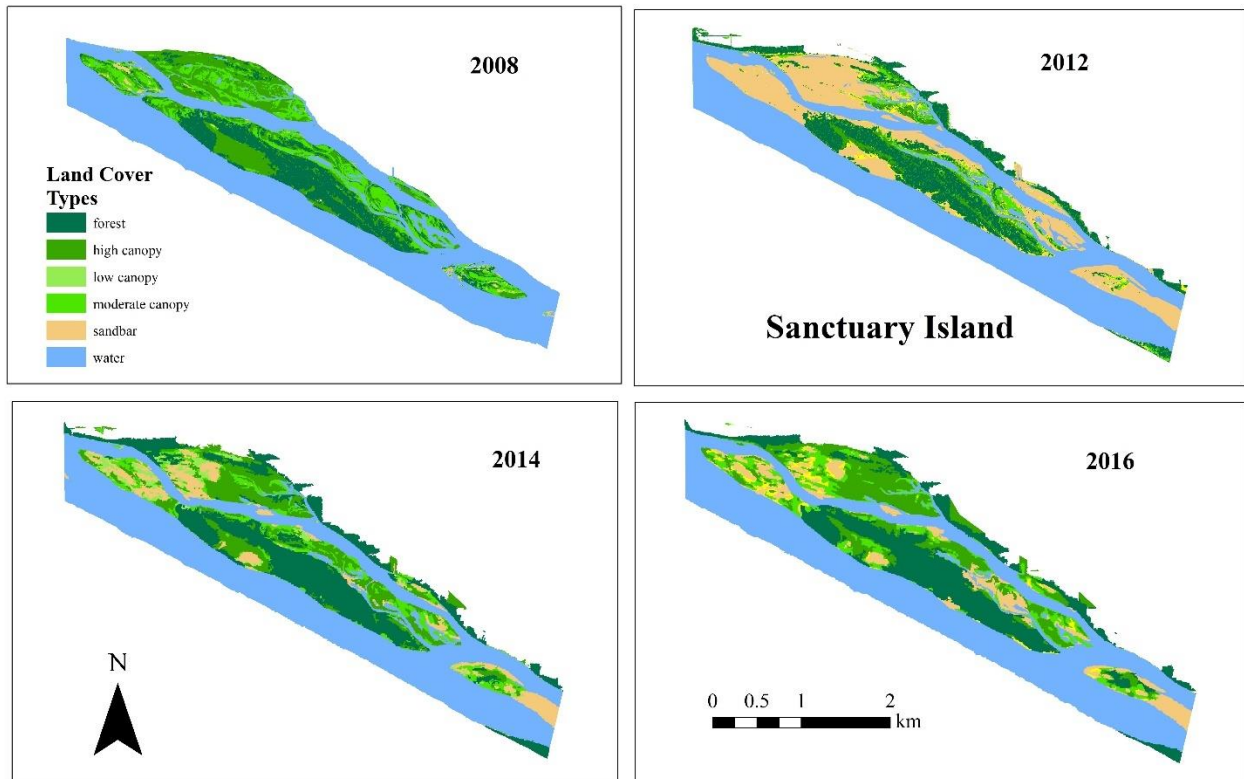 2008
Land Cover
Types
forest
high canopy
low canopy
moderate canopy
sandbar
water
2012
Sanctuary Island
2014
N
2016
0 0.5 1 2
km